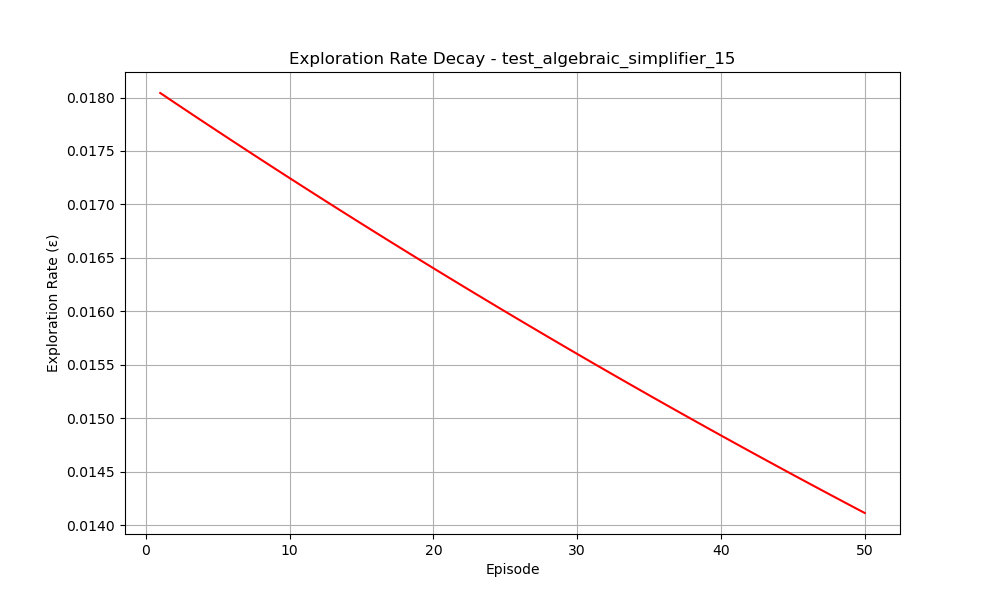 Exploration Rate Decay - test_algebraic_simplifier_15
Exploration Rate (ε)
0.0180
0.0175
0.0170
0.0165
0.0160
0.0155
0.0150
0.0145
0.0140
0 10 20 30 40 50
Episode